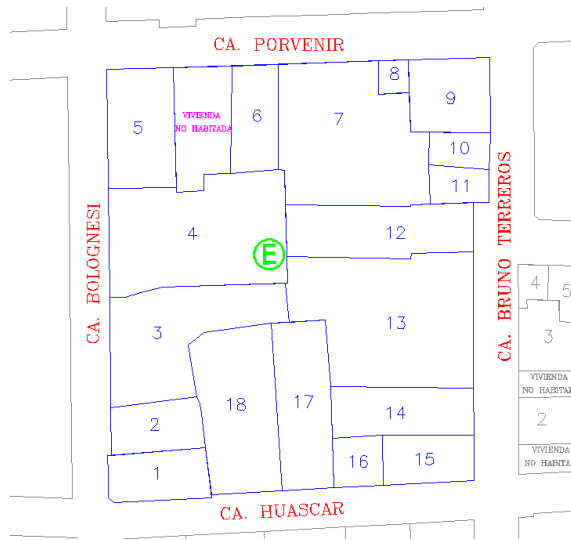 CA. PORVENIR
8
5
6
9
VIVIENDA
NO HABITADA
7
10
11
CA. BOLOGNESI
4
12
E
CA. BRUNO TERREROS
4
5
13
3
3
VIVIENDA
NO HABITAD
18
17
14
2
2
VIVIENDA
NO HABITAD
1
16
15
CA. HUASCAR